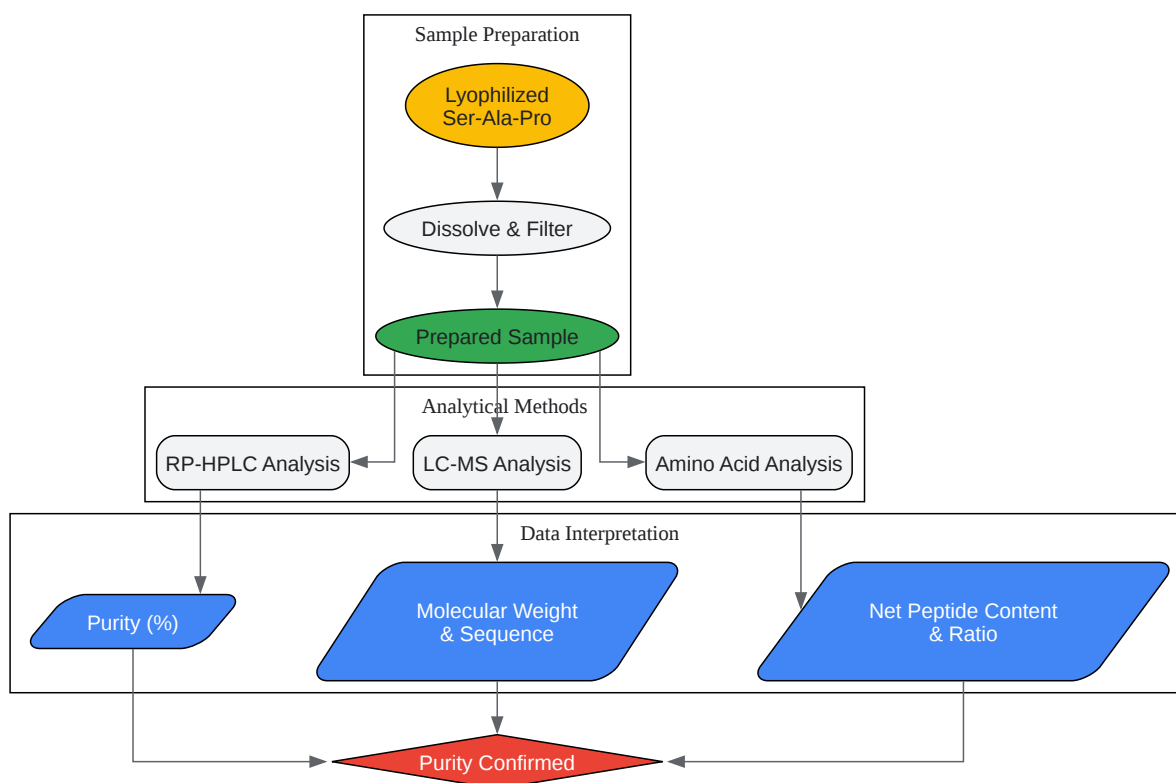 Sample Preparation
Lyophilized
Ser-Ala-Pro
Dissolve & Filter
Prepared Sample
Analytical Methods
RP-HPLC Analysis
LC-MS Analysis
Amino Acid Analysis
Data Interpretation
Purity (%)
Molecular Weight
& Sequence
Net Peptide Content
& Ratio
Purity Confirmed